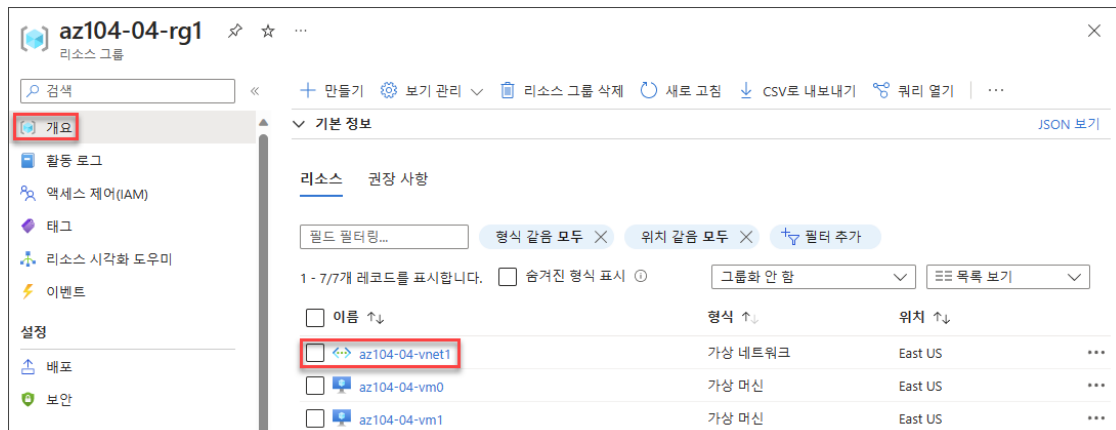 az104-04-rg1
리소스 그룹
검색
개요
활동 로그
액세스 제어(IAM)
태그
리소스 시각화 도우미
이벤트
설정
배포
보안
만들기 보기 관리 리소스 그룹 삭제 새로 고침 CSV로 내보내기 쿼리 열기
기본 정보 JSON 보기
리소스 권장 사항
필드 필터링... 형식 같음 모두 위치 같음 모두 필터 추가
1 - 7/7개 레코드를 표시합니다. 숨겨진 형식 표시 그룹화 안 함 목록 보기
이름 형식 위치
az104-04-vnet1 가상 네트워크 East US
az104-04-vm0 가상 머신 East US
az104-04-vm1 가상 머신 East US